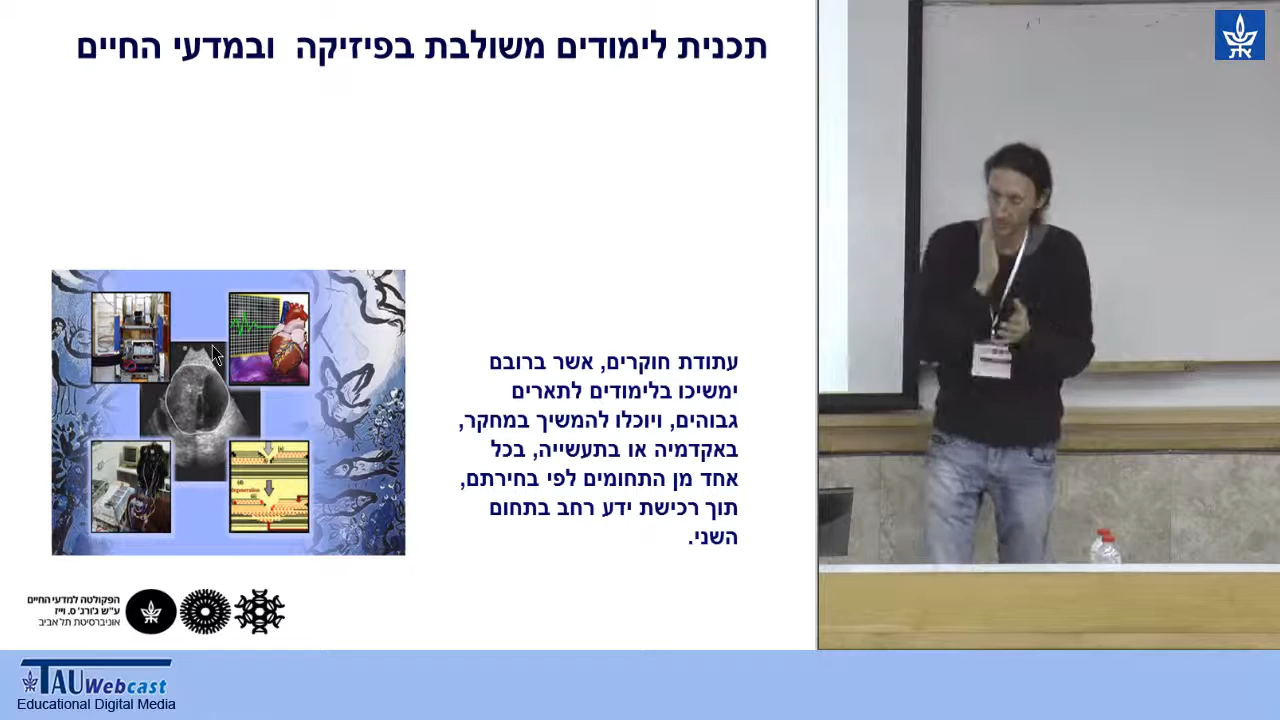 תכנית לימודים משולבת בפיזיקה ובמדעי החיים
עתודת חוקרים, אשר ברובם
ימשיכו בלימודים לתארים
גבוהים, ויוכלו להמשיך במחקר,
באקדמיה או בתעשייה, בכל
אחד מן התחומים לפי בחירתם,
תוך רכישת ידע רחב בתחום
השני.
הפקולטה למדעי החיים
ע"ש ג'ורג' ס. וייז
אוניברסיטת תל אביב
TAU Webcast
Educational Digital Media